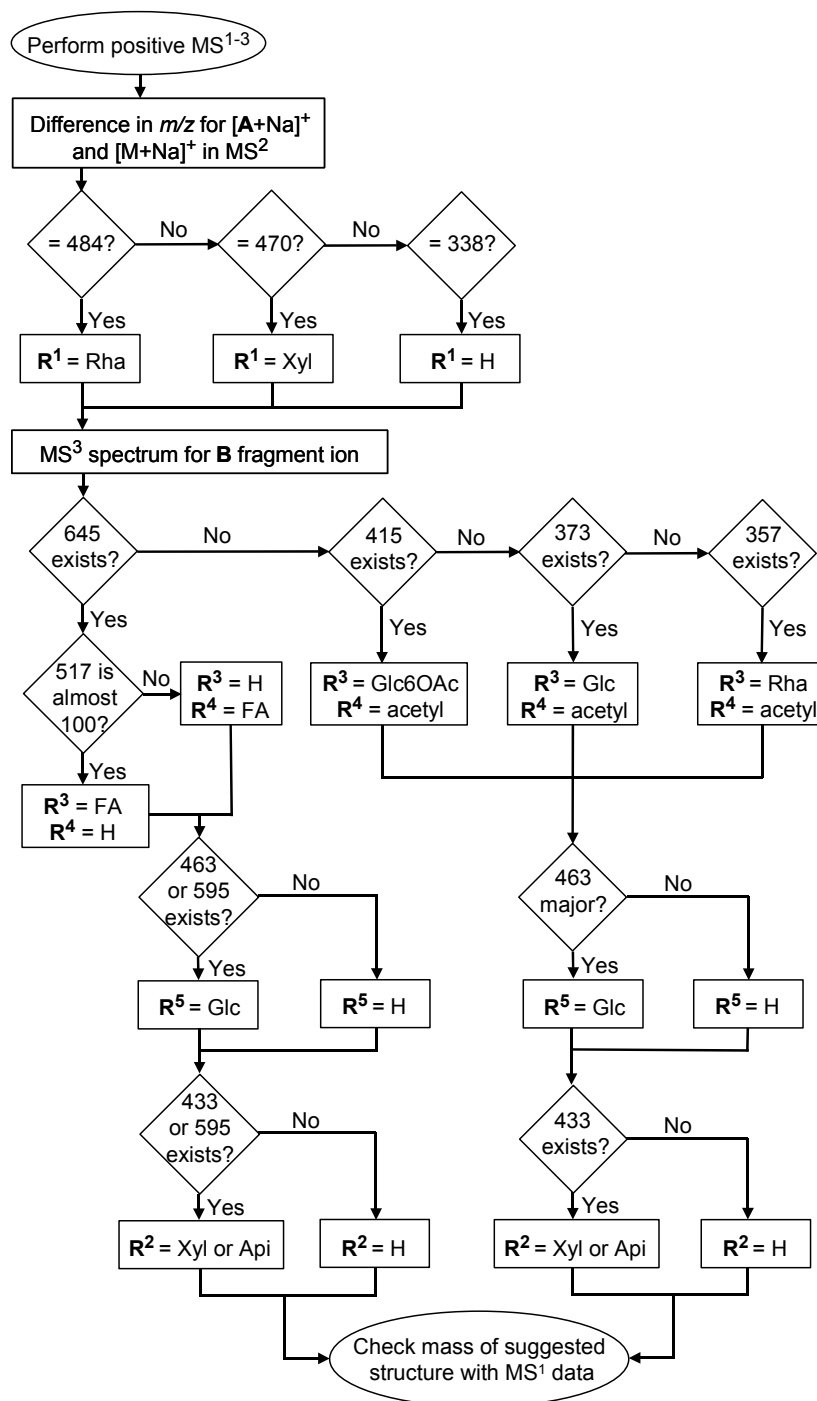 Perform positive MS1-3
Difference in m/z for [A+Na]+
and [M+Na]+ in MS2
= 484?
No
= 470?
No
= 338?
Yes
Yes
Yes
R1 = Rha
R1 = Xyl
R1 = H
MS3 spectrum for B fragment ion
645
exists?
No
415
exists?
No
373
exists?
No
357
exists?
Yes
Yes
Yes
Yes
517 is
almost
100?
No
R3 = H
R4 = FA
R3 = Glc6OAc
R4 = acetyl
R3 = Glc
R4 = acetyl
R3 = Rha
R4 = acetyl
Yes
R3 = FA
R4 = H
463
or 595
exists?
No
463
major?
No
Yes
Yes
R5 = Glc
R5 = H
R5 = Glc
R5 = H
433
or 595
exists?
No
433
exists?
No
Yes
Yes
R2 = Xyl or Api
R2 = H
R2 = Xyl or Api
R2 = H
Check mass of suggested
structure with MS1 data